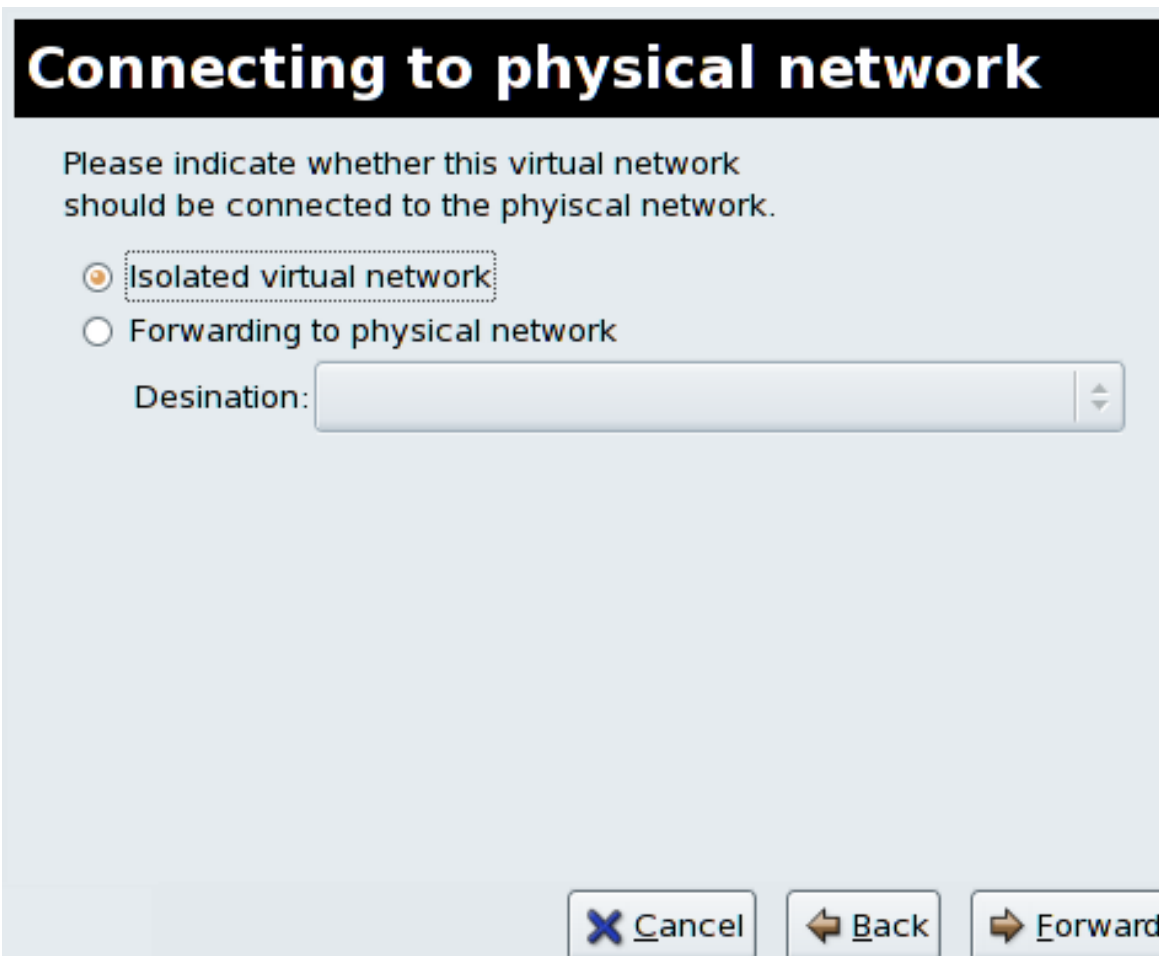 Connecting to physical network
Please indicate whether this virtual network
should be connected to the phyiscal network.
Isolated virtual network
Forwarding to physical network
Desination:
Cancel Back Forward